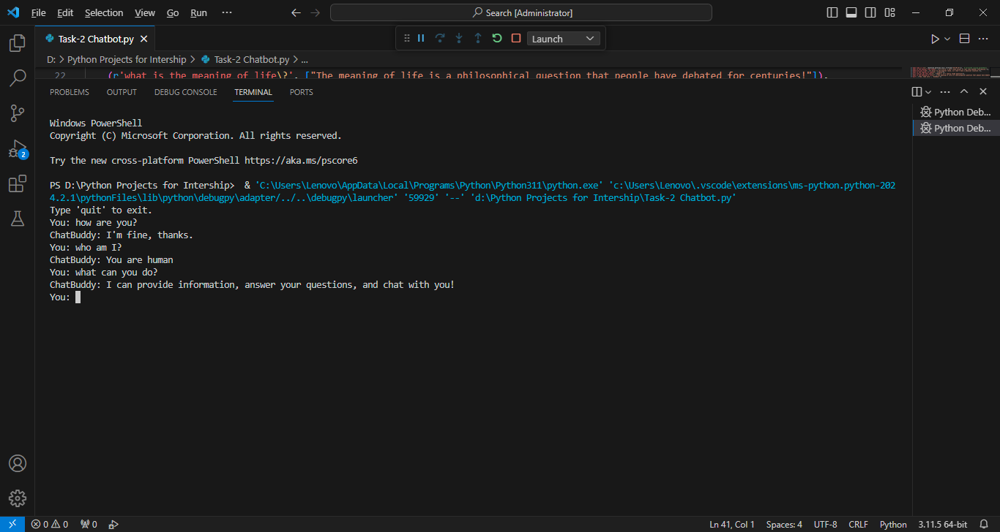 File Edit Selection View Go Run ··· Search [Administrator]
Task-2 Chatbot.py
Launch
D: > Python Projects for Intership > Task-2 Chatbot.py > ...
22 (r'what is the meaning of life\?', ["The meaning of life is a philosophical question that people have debated for centuries!"]),
PROBLEMS OUTPUT DEBUG CONSOLE TERMINAL PORTS
Python Deb...
Python Deb...
Windows PowerShell
Copyright (C) Microsoft Corporation. All rights reserved.
Try the new cross-platform PowerShell https://aka.ms/pscore6
PS D:\Python Projects for Intership>  & 'C:\Users\Lenovo\AppData\Local\Programs\Python\Python311\python.exe' 'c:\Users\Lenovo\.vscode\extensions\ms-python.python-202
4.2.1\pythonFiles\lib\python\debugpy\adapter/../..\debugpy\launcher' '59929' '--' 'd:\Python Projects for Intership\Task-2 Chatbot.py'
Type 'quit' to exit.
You: how are you?
ChatBuddy: I'm fine, thanks.
You: who am I?
ChatBuddy: You are human
You: what can you do?
ChatBuddy: I can provide information, answer your questions, and chat with you!
You:
2
0 0 0 Ln 41, Col 1 Spaces: 4 UTF-8 CRLF Python 3.11.5 64-bit